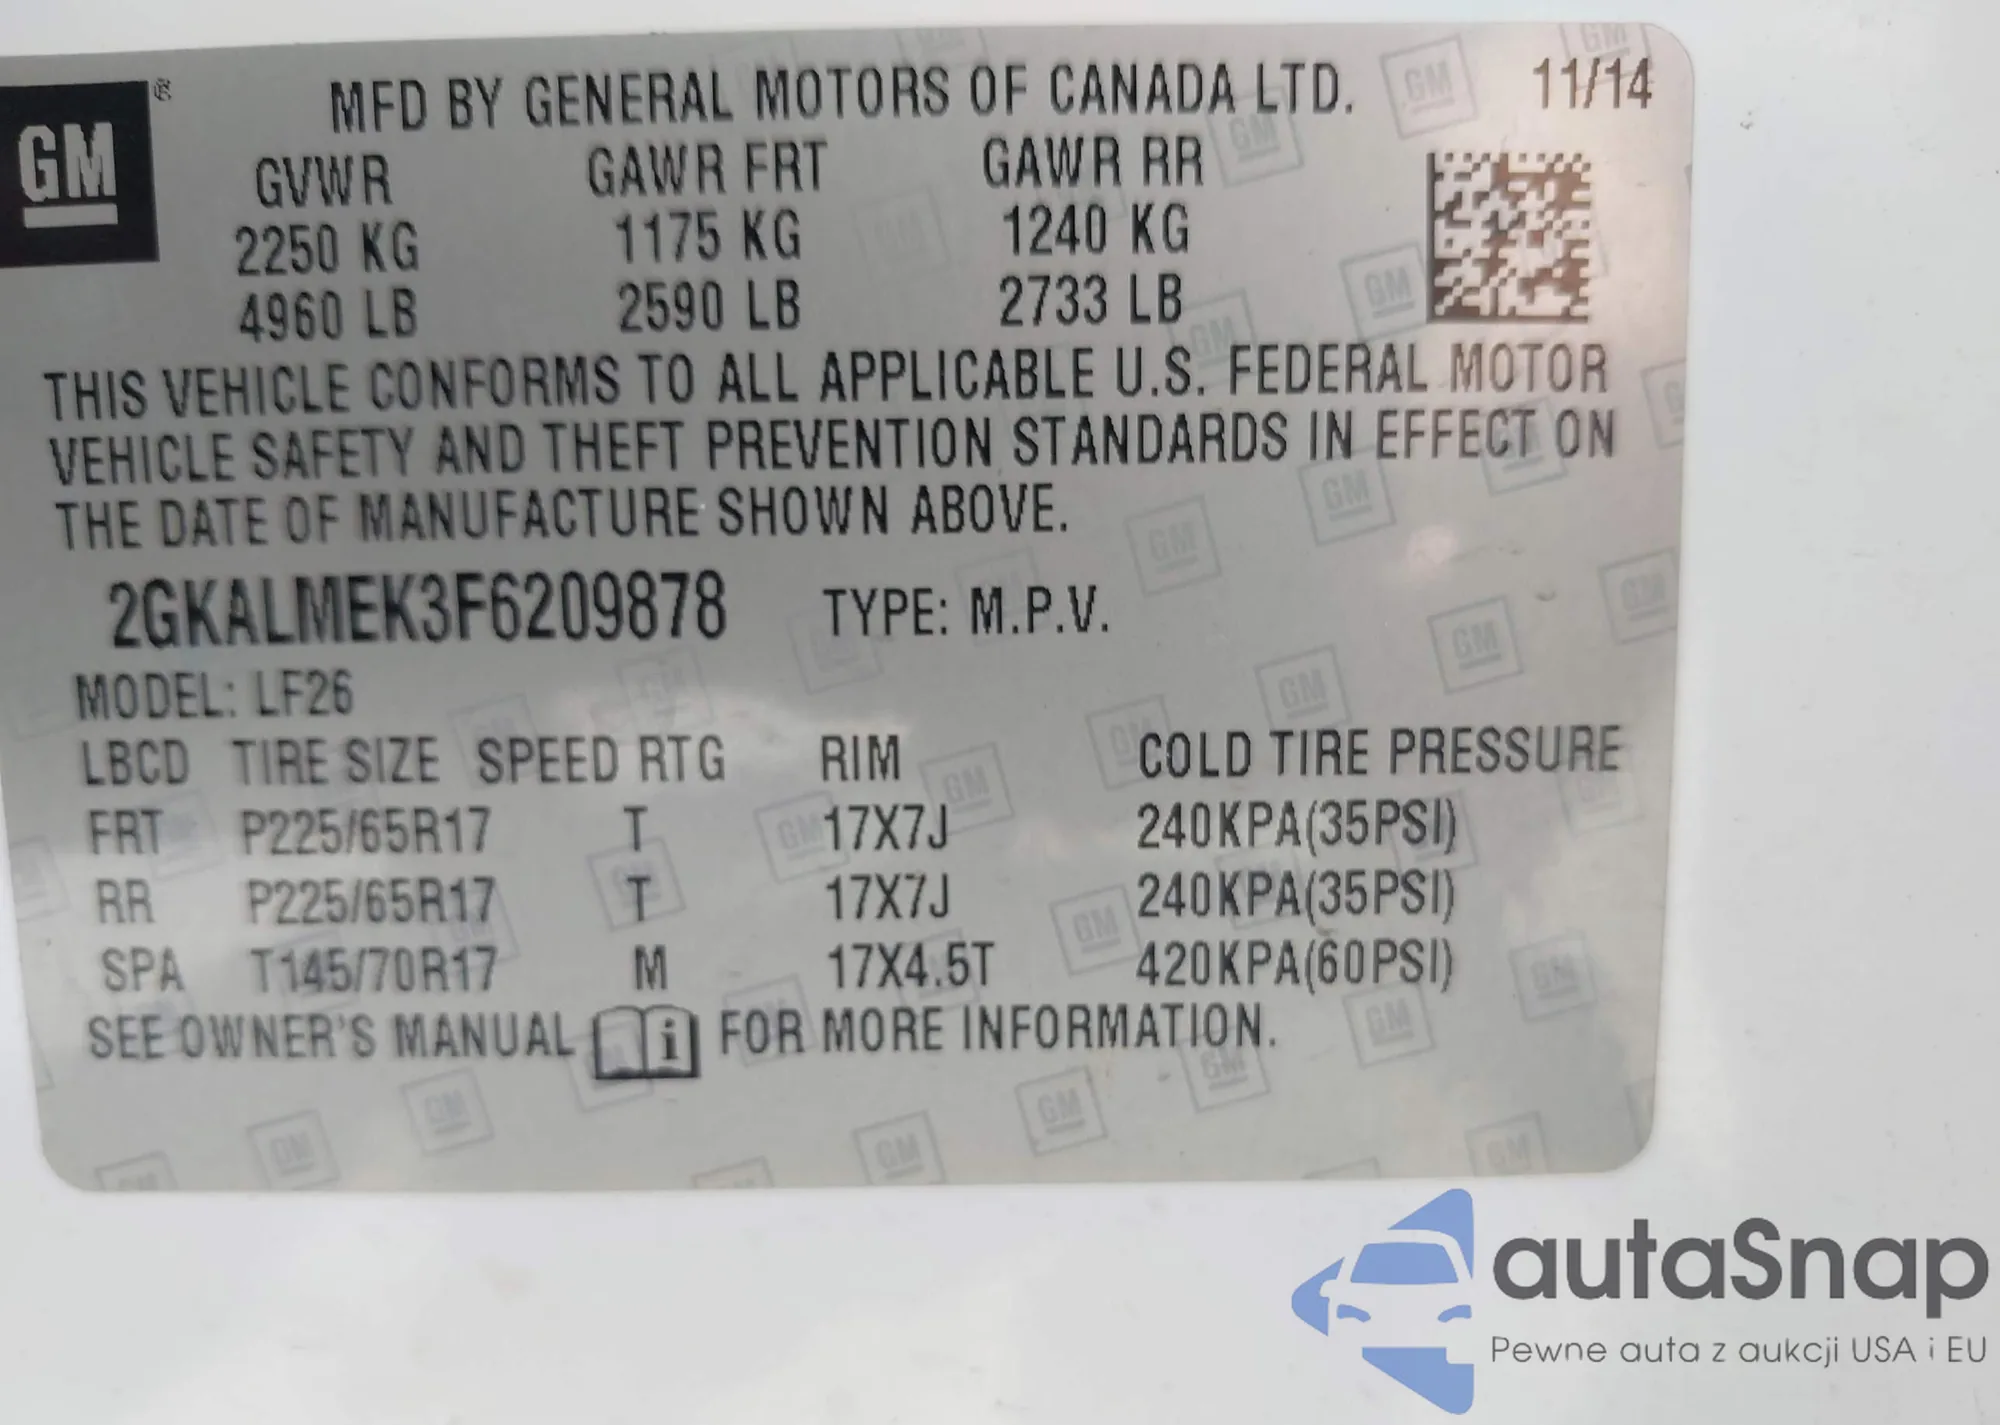 GM ®
MFD BY GENERAL MOTORS OF CANADA LTD. 11/14
GVWR GAWR FRT GAWR RR
2250 KG 1175 KG 1240 KG
4960 LB 2590 LB 2733 LB
THIS VEHICLE CONFORMS TO ALL APPLICABLE U.S. FEDERAL MOTOR
VEHICLE SAFETY AND THEFT PREVENTION STANDARDS IN EFFECT ON
THE DATE OF MANUFACTURE SHOWN ABOVE.
2GKALMEK3F6209878 TYPE: M.P.V.
MODEL: LF26
LBCD TIRE SIZE SPEED RTG RIM COLD TIRE PRESSURE
FRT P225/65R17 T 17X7J 240KPA(35PSI)
RR P225/65R17 T 17X7J 240KPA(35PSI)
SPA T145/70R17 M 17X4.5T 420KPA(60PSI)
SEE OWNER'S MANUAL i FOR MORE INFORMATION.
autaSnap
Pewne auta z aukcji USA i EU